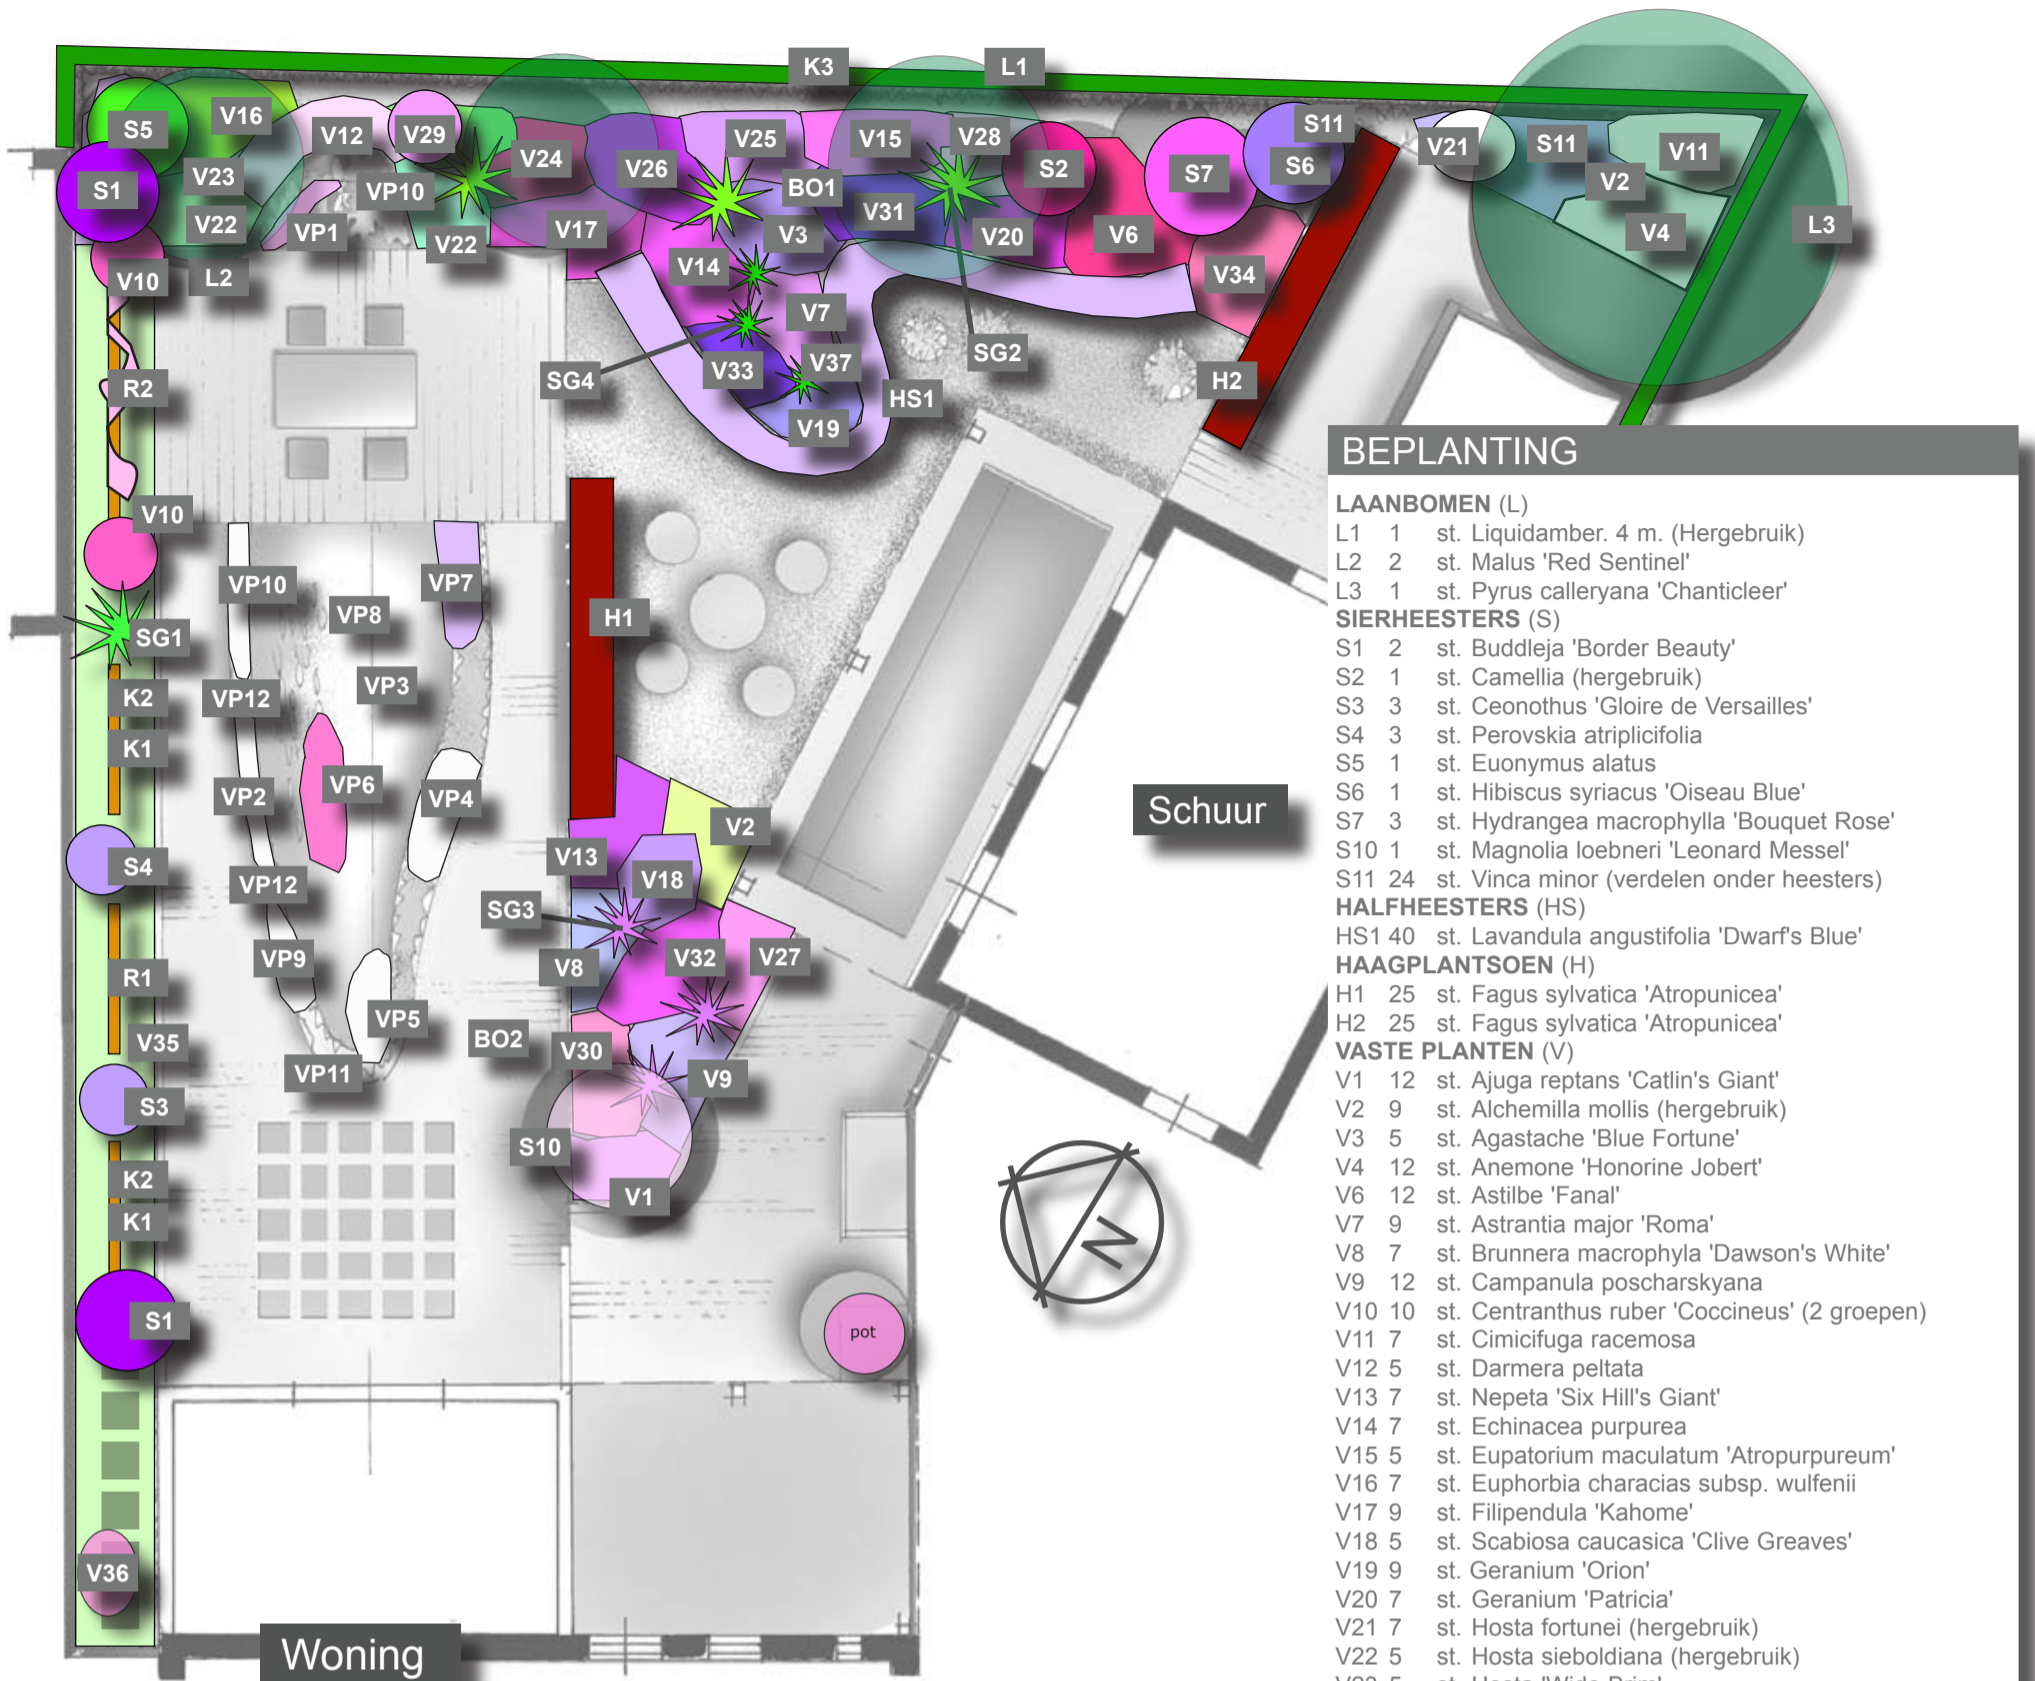 K3
L1
S5
V16
V12
V29
V24
V26
V25
V15
V28
S2
S7
S11
S6
V21
S11
V11
V2
V4
L3
S1
V23
VP10
BO1
V31
V22
VP1
V22
V17
V3
V20
V6
V10
L2
V14
V34
V7
SG2
R2
SG4
V33
V37
HS1
H2
V19
V10
VP10
VP7
VP8
H1
SG1
K2
VP12
VP3
K1
VP2
VP6
VP4
V2
Schuur
V13
S4
VP12
V18
SG3
VP9
V8
V32
V27
R1
VP5
BO2
V35
V30
VP11
V9
S3
S10
K2
V1
K1
N
S1
pot
V36
Woning
BEPLANTING
LAANBOMEN (L)
L1 1 st. Liquidamber. 4 m. (Hergebruik)
L2 2 st. Malus 'Red Sentinel'
L3 1 st. Pyrus calleryana 'Chanticleer'
SIERHEESTERS (S)
S1 2 st. Buddleja 'Border Beauty'
S2 1 st. Camellia (hergebruik)
S3 3 st. Ceonothus 'Gloire de Versailles'
S4 3 st. Perovskia atriplicifolia
S5 1 st. Euonymus alatus
S6 1 st. Hibiscus syriacus 'Oiseau Blue'
S7 3 st. Hydrangea macrophylla 'Bouquet Rose'
S10 1 st. Magnolia loebneri 'Leonard Messel'
S11 24 st. Vinca minor (verdelen onder heesters)
HALFHEESTERS (HS)
HS1 40 st. Lavandula angustifolia 'Dwarf's Blue'
HAAGPLANTSOEN (H)
H1 25 st. Fagus sylvatica 'Atropunicea'
H2 25 st. Fagus sylvatica 'Atropunicea'
VASTE PLANTEN (V)
V1 12 st. Ajuga reptans 'Catlin's Giant'
V2 9 st. Alchemilla mollis (hergebruik)
V3 5 st. Agastache 'Blue Fortune'
V4 12 st. Anemone 'Honorine Jobert'
V6 12 st. Astilbe 'Fanal'
V7 9 st. Astrantia major 'Roma'
V8 7 st. Brunnera macrophyla 'Dawson's White'
V9 12 st. Campanula poscharskyana
V10 10 st. Centranthus ruber 'Coccineus' (2 groepen)
V11 7 st. Cimicifuga racemosa
V12 5 st. Darmera peltata
V13 7 st. Nepeta 'Six Hill's Giant'
V14 7 st. Echinacea purpurea
V15 5 st. Eupatorium maculatum 'Atropurpureum'
V16 7 st. Euphorbia characias subsp. wulfenii
V17 9 st. Filipendula 'Kahome'
V18 5 st. Scabiosa caucasica 'Clive Greaves'
V19 9 st. Geranium 'Orion'
V20 7 st. Geranium 'Patricia'
V21 7 st. Hosta fortunei (hergebruik)
V22 5 st. Hosta sieboldiana (hergebruik)